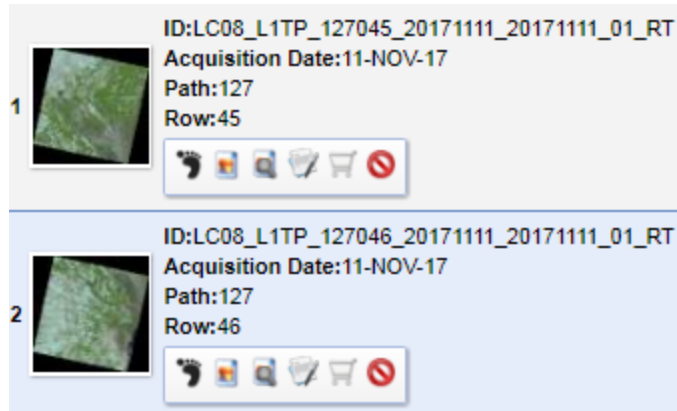 ID:LC08_L1TP_127045_20171111_20171111_01_RT
Acquisition Date:11-NOV-17
Path:127
1
Row:45
ID:LC08_L1TP_127046_20171111_20171111_01_RT
Acquisition Date:11-NOV-17
Path:127
2
Row:46